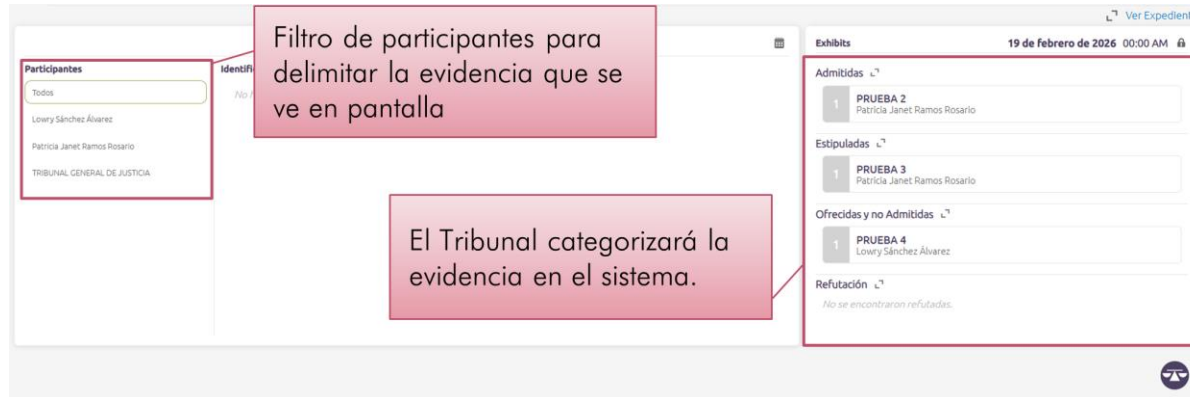 Ver Expedient
Filtro de participantes para
delimitar la evidencia que se
ve en pantalla
Participantes
Todos
Lowry Sánchez Álvarez
Patricia Janet Ramos Rosario
TRIBUNAL GENERAL DE JUSTICIA
El Tribunal categorizará la
evidencia en el sistema.
Exhibits 19 de febrero de 2026 00:00 AM
Admitidas
1 PRUEBA 2
Patricia Janet Ramos Rosario
Estipuladas
1 PRUEBA 3
Patricia Janet Ramos Rosario
Ofrecidas y no Admitidas
1 PRUEBA 4
Lowry Sánchez Álvarez
Refutación
No se encontraron refutadas.